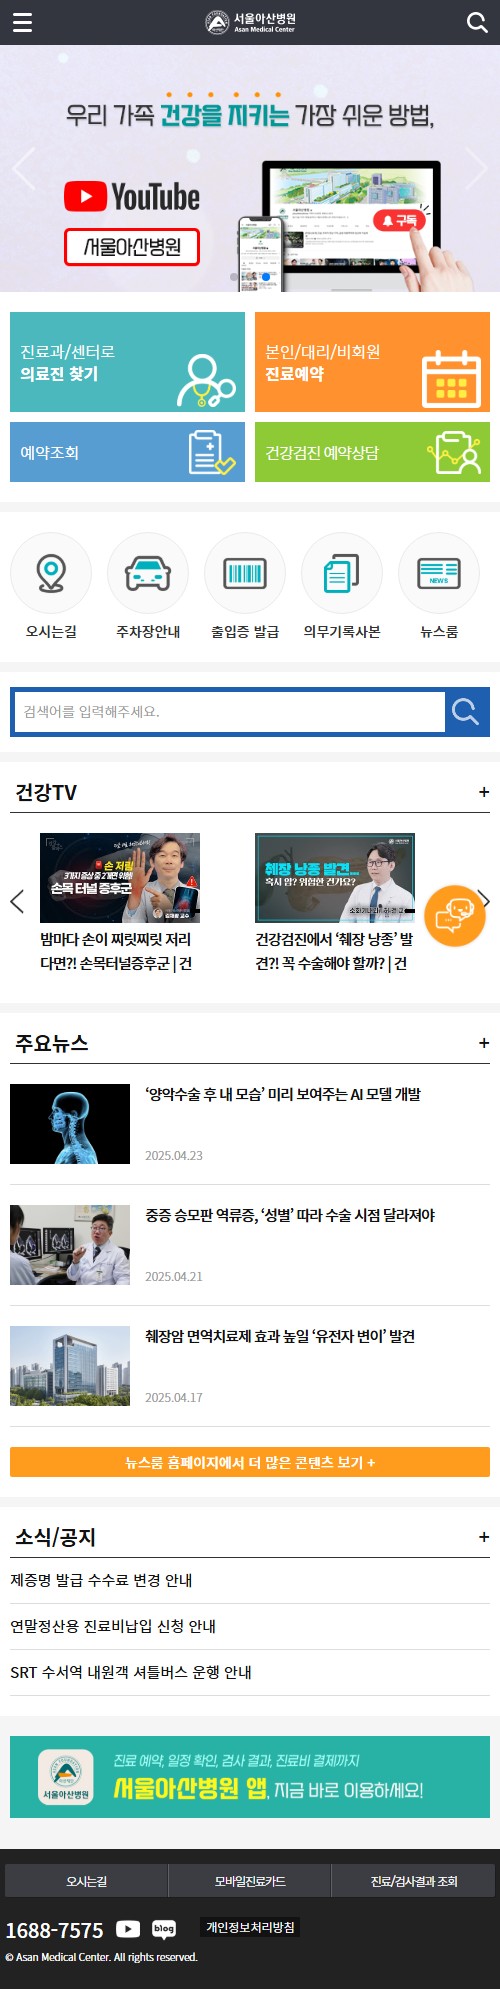 서울아산병원
Asan Medical Center
우리 가족 건강을 지키는 가장 쉬운 방법,
YouTube
서울아산병원
구독
진료과/센터로
의료진 찾기
본인/대리/비회원
진료예약
예약조회
건강검진 예약상담
NEWS
오시는길
주차장안내
출입증 발급
의무기록사본
뉴스룸
검색어를 입력해주세요.
건강TV
+
손 저림
3가지 증상 중 2개면 위험!
손목 터널 증후군
췌장 낭종 발견...
혹시 암? 위험한 건가요?
밤마다 손이 찌릿찌릿 저리
다면?! 손목터널증후군 | 건
건강검진에서 ‘췌장 낭종’ 발
견?! 꼭 수술해야 할까? | 건
주요뉴스
+
‘양악수술 후 내 모습’ 미리 보여주는 AI 모델 개발
2025.04.23
중증 승모판 역류증, ‘성별’ 따라 수술 시점 달라져야
2025.04.21
췌장암 면역치료제 효과 높일 ‘유전자 변이’ 발견
2025.04.17
뉴스룸 홈페이지에서 더 많은 콘텐츠 보기 +
소식/공지
+
제증명 발급 수수료 변경 안내
연말정산용 진료비납입 신청 안내
SRT 수서역 내원객 셔틀버스 운행 안내
서울아산병원
진료 예약, 일정 확인, 검사 결과, 진료비 결제까지
서울아산병원 앱, 지금 바로 이용하세요!
오시는길
모바일진료카드
진료/검사결과 조회
1688-7575
blog
개인정보처리방침
© Asan Medical Center. All rights reserved.